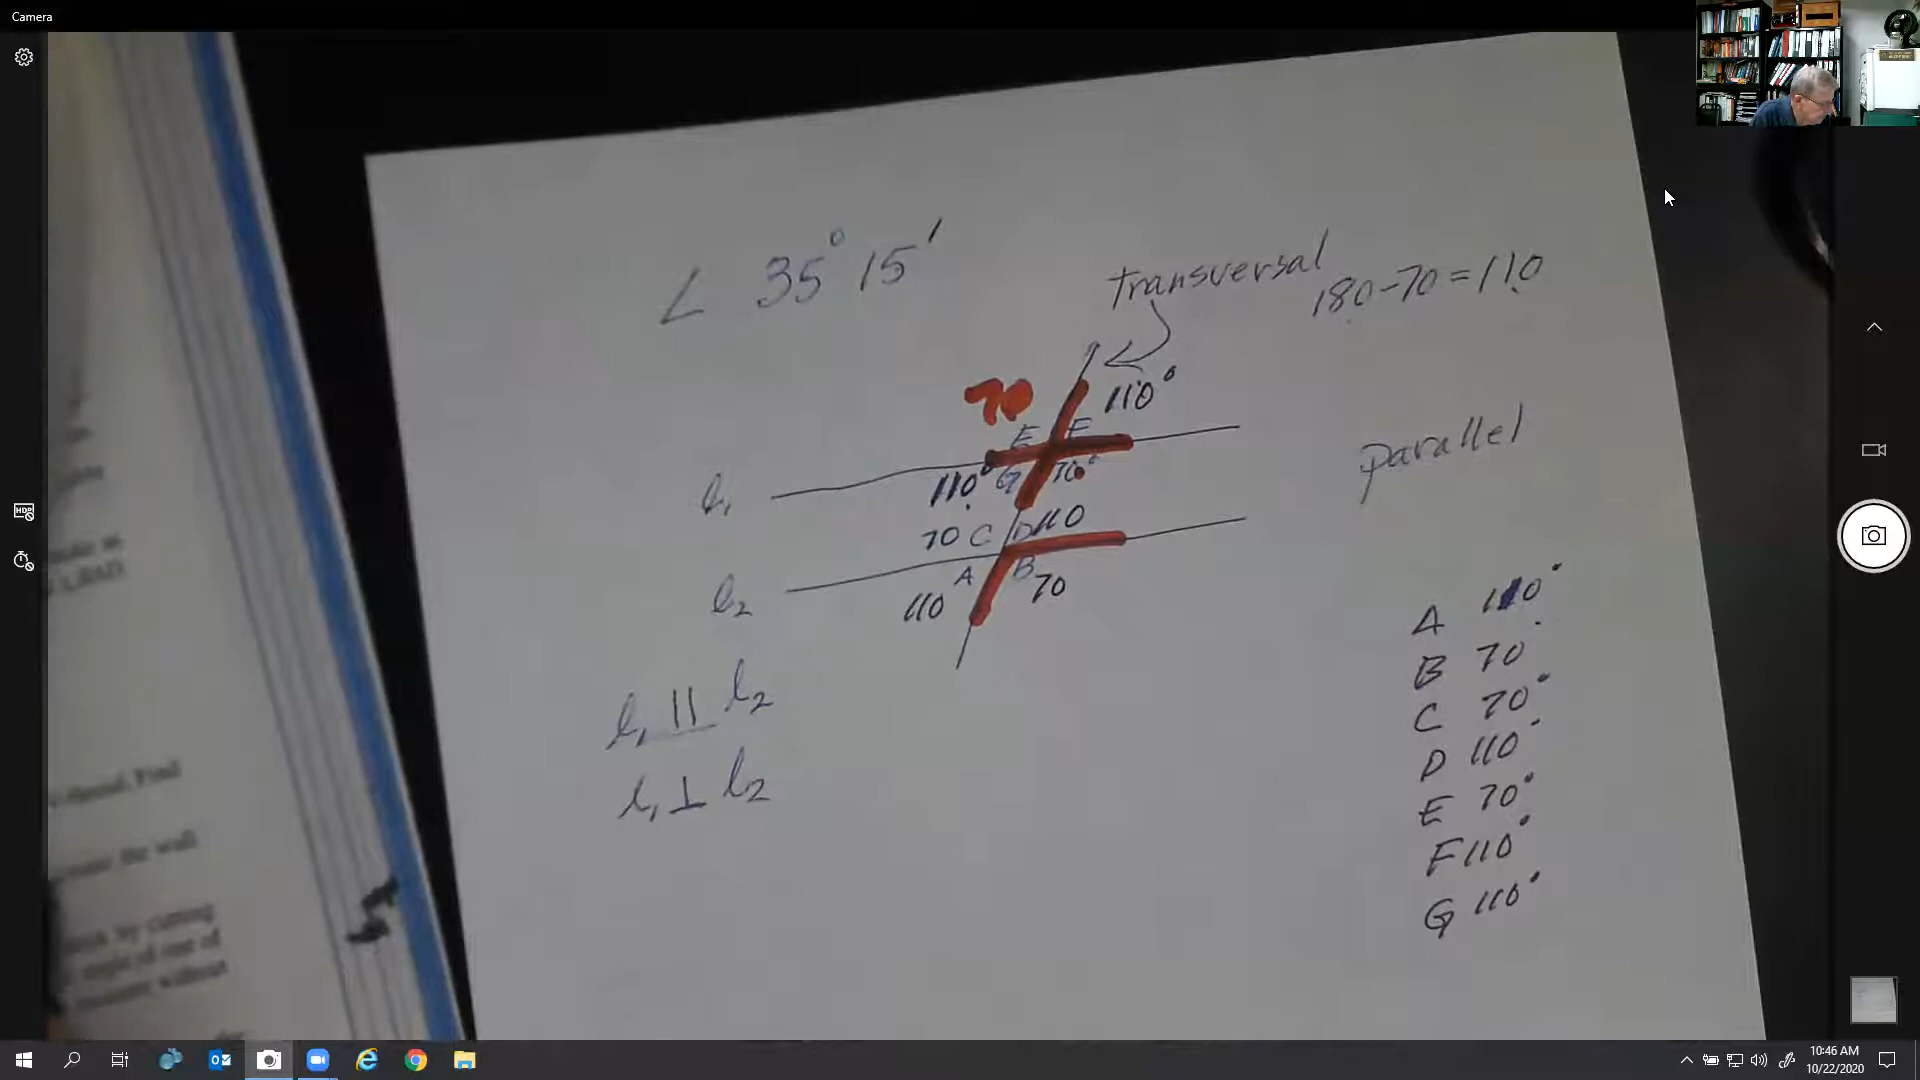 Camera
∠ 35° 15′
transversal
180-70=110
70
110°
E F
l₁
110° G 70°
parallel
70 C D 110
l₂
A B
110 70
l₁ || l₂
l₁ ⊥ l₂
A 110°
B 70
C 70°
D 110
E 70°
F 110°
G 110°
10:46 AM
10/22/2020